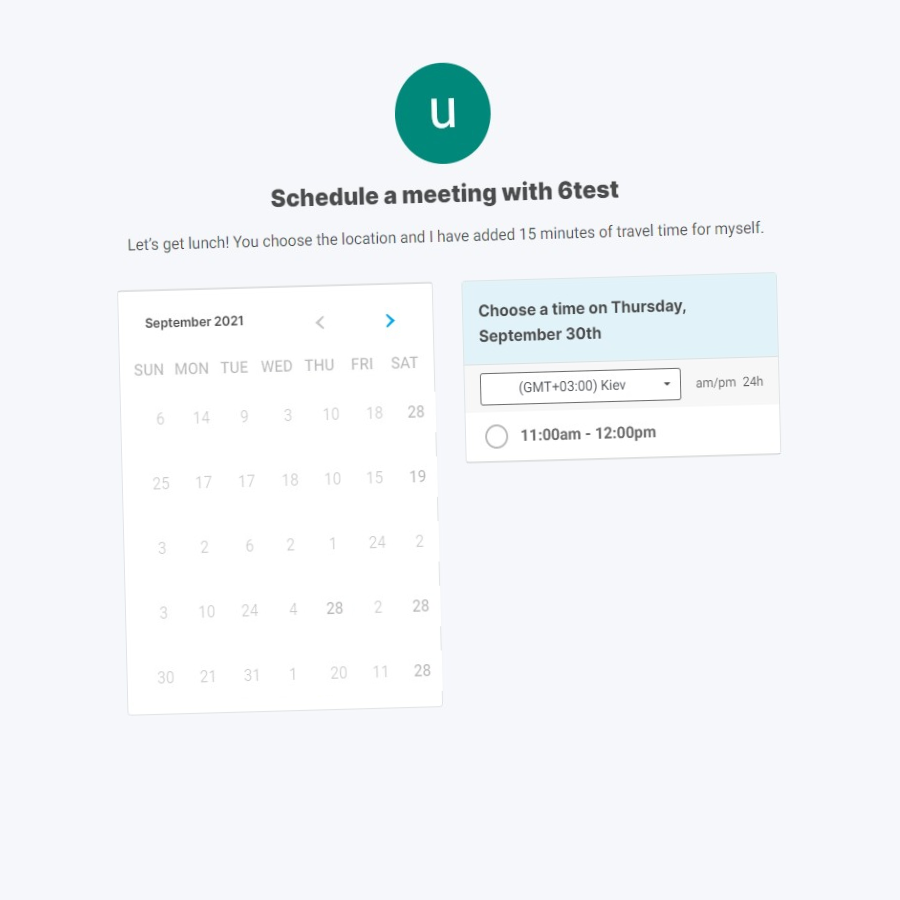 u
Schedule a meeting with 6test
Let's get lunch! You choose the location and I have added 15 minutes of travel time for myself.
September 2021
SUN MON TUE WED THU FRI SAT
6 14 9 3 10 18 28
25 17 17 18 10 15 19
3 2 6 2 1 24 2
3 10 24 4 28 2 28
30 21 31 1 20 11 28
Choose a time on Thursday,
September 30th
(GMT+03:00) Kiev am/pm 24h
11:00am - 12:00pm